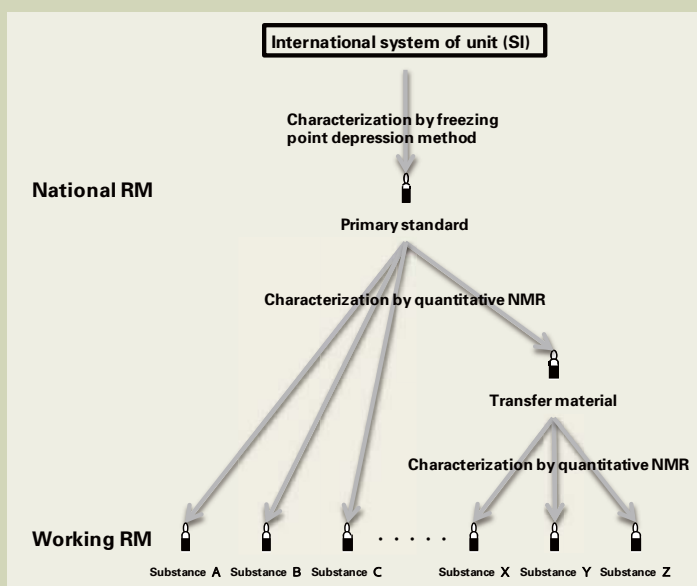 International system of unit (SI)
Characterization by freezing
point depression method
National RM
Primary standard
Characterization by quantitative NMR
Transfer material
Characterization by quantitative NMR
Working RM
· · · · ·
Substance A Substance B Substance C Substance X Substance Y Substance Z